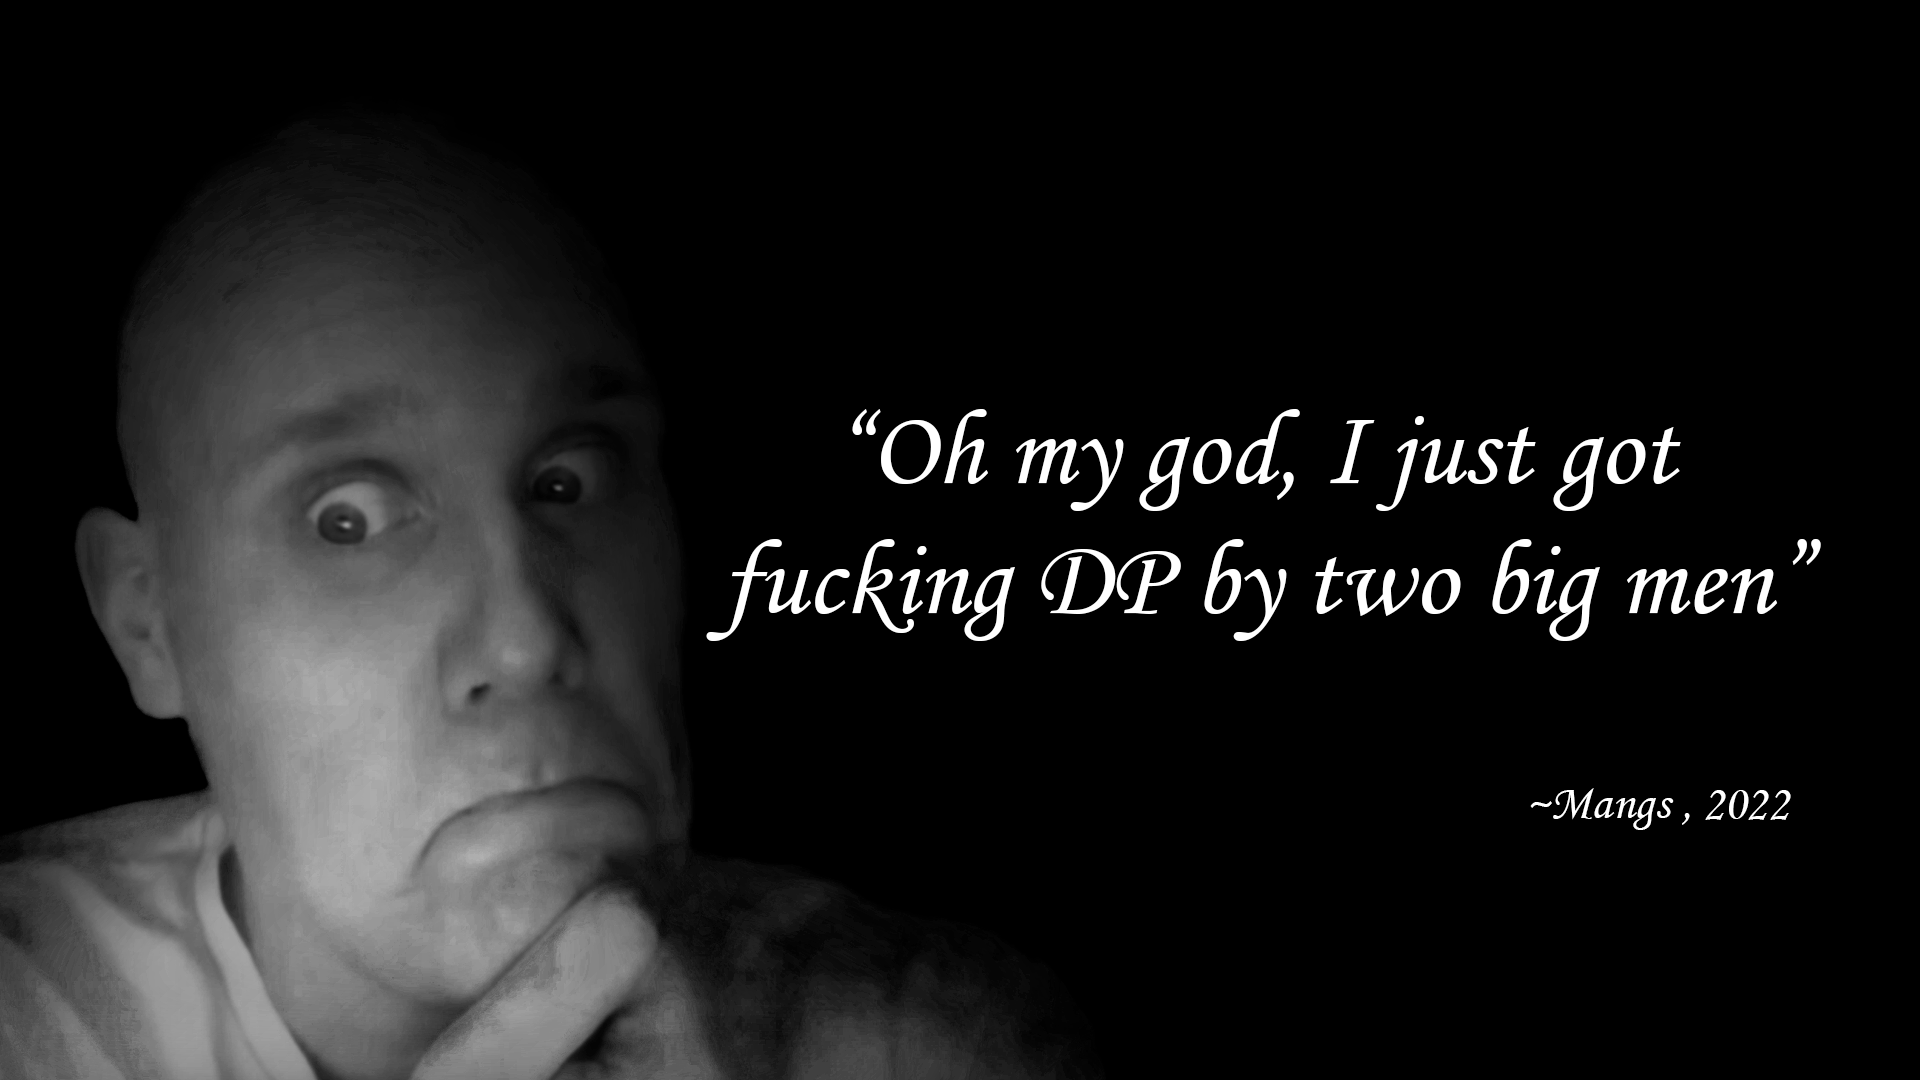 “Oh my god, I just got
fucking DP by two big men”
~Mangs , 2022